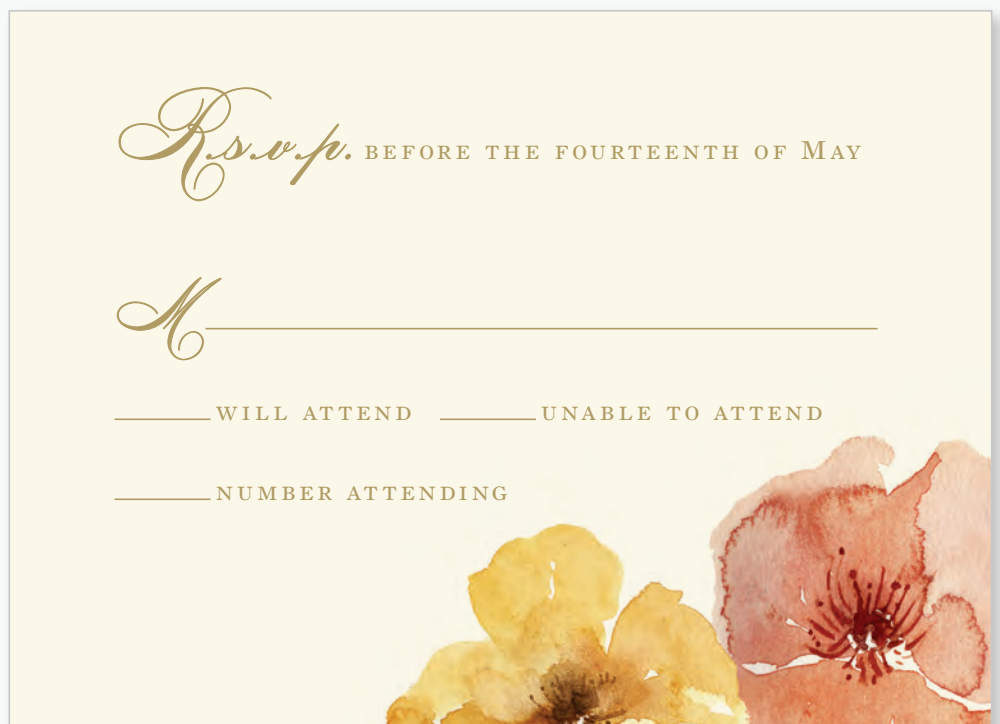 R.s.v.p. before the fourteenth of May
M
will attend unable to attend
number attending